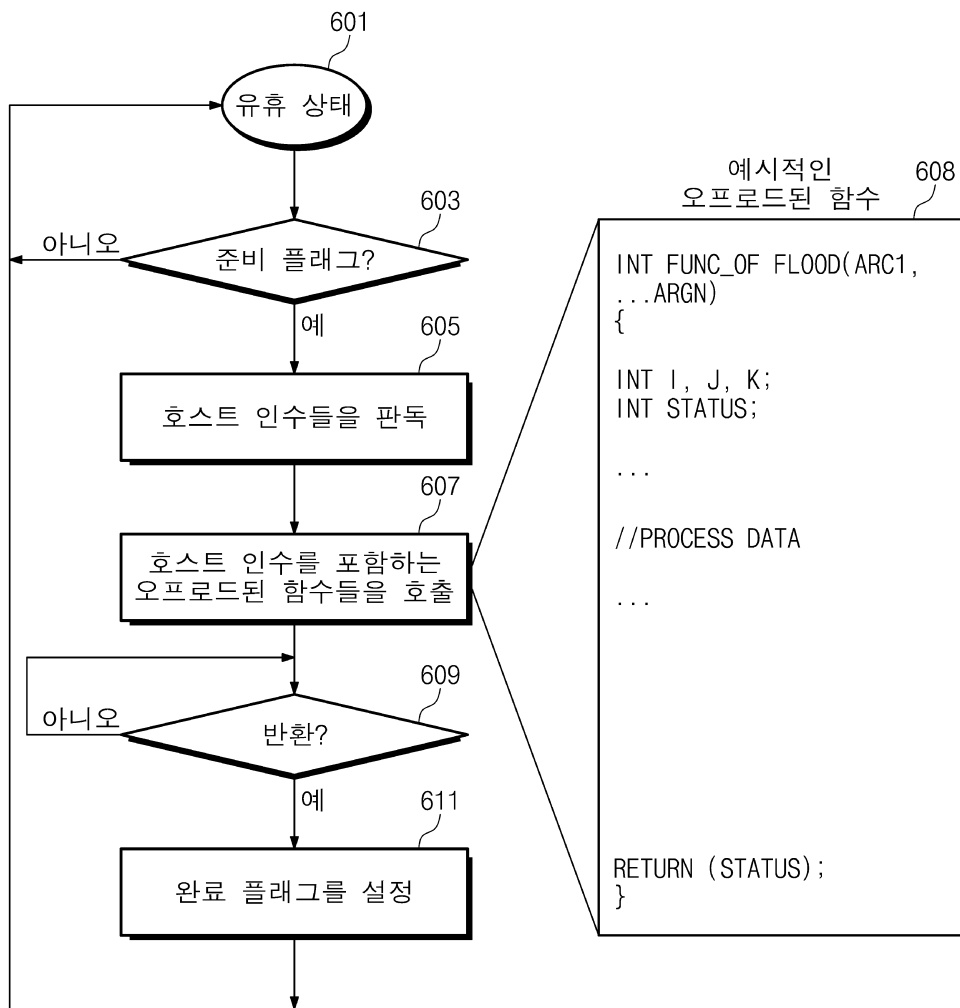 601
유휴 상태
603
준비 플래그?
아니오
예
605
호스트 인수들을 판독
607
호스트 인수를 포함하는
오프로드된 함수들을 호출
609
반환?
아니오
예
611
완료 플래그를 설정
예시적인
오프로드된 함수
608
INT FUNC_OF FLOOD(ARC1,
...ARGN)
{
INT I, J, K;
INT STATUS;
...
//PROCESS DATA
...
RETURN (STATUS);
}